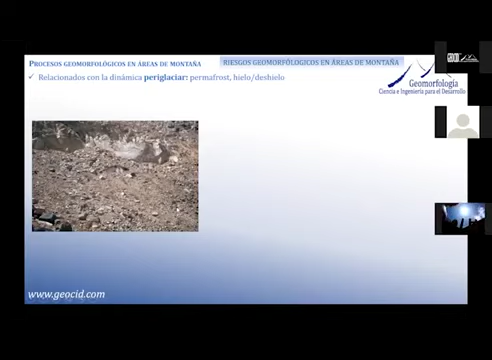 PROCESOS GEOMORFOLÓGICOS EN ÁREAS DE MONTAÑA
RIESGOS GEOMORFOLÓGICOS EN ÁREAS DE MONTAÑA
✓ Relacionados con la dinámica periglaciar: permafrost, hielo/deshielo
Geomorfología
Ciencia e Ingeniería para el Desarrollo
GEOCID
www.geocid.com